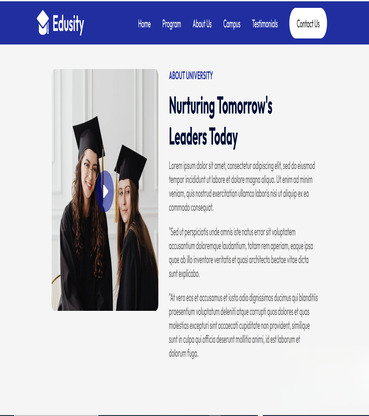 Edusity
Home Program About Us Campus Testimonials Contact Us
ABOUT UNIVERSITY
Nurturing Tomorrow's
Leaders Today
Lorem ipsum dolor sit amet, consectetur adipiscing elit, sed do eiusmod
tempor incididunt ut labore et dolore magna aliqua. Ut enim ad minim
veniam, quis nostrud exercitation ullamco laboris nisi ut aliquip ex ea
commodo consequat.
"Sed ut perspiciatis unde omnis iste natus error sit voluptatem
accusantium doloremque laudantium, totam rem aperiam, eaque ipsa
quae ab illo inventore veritatis et quasi architecto beatae vitae dicta
sunt explicabo.
"At vero eos et accusamus et iusto odio dignissimos ducimus qui blanditiis
praesentium voluptatum deleniti atque corrupti quos dolores et quas
molestias excepturi sint occaecati cupiditate non provident, similique
sunt in culpa qui officia deserunt mollitia animi, id est laborum et
dolorum fuga.